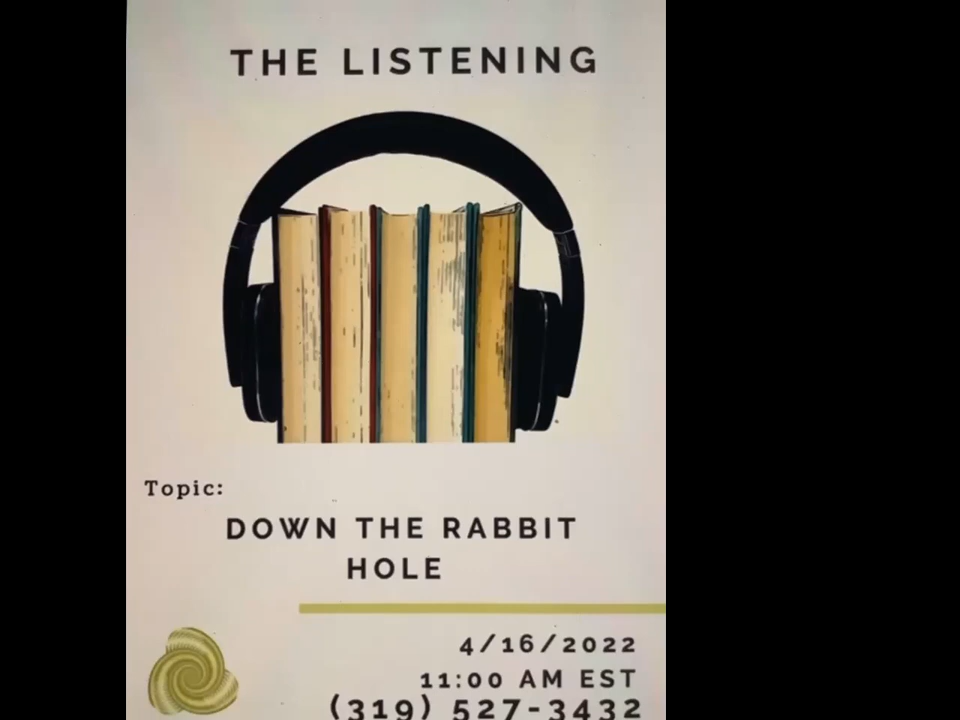 THE LISTENING
Topic:
DOWN THE RABBIT
HOLE
4/16/2022
11:00 AM EST
(319) 527-3432